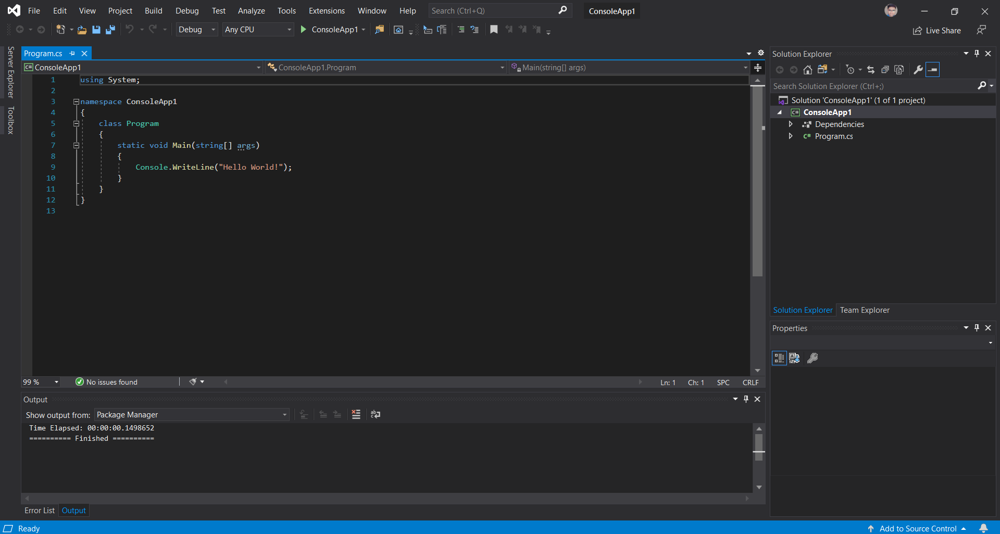 File Edit View Project Build Debug Test Analyze Tools Extensions Window Help Search (Ctrl+Q) ConsoleApp1
Debug Any CPU ConsoleApp1 Live Share
Server Explorer
Toolbox
Program.cs
ConsoleApp1 ConsoleApp1.Program Main(string[] args)
1 using System;
2
3 namespace ConsoleApp1
4 {
5 class Program
6 {
7 static void Main(string[] args)
8 {
9 Console.WriteLine("Hello World!");
10 }
11 }
12 }
13
99 % No issues found Ln: 1 Ch: 1 SPC CRLF
Output
Show output from: Package Manager
Time Elapsed: 00:00:00.1498652
========== Finished ==========
Error List Output
Solution Explorer
Search Solution Explorer (Ctrl+;)
Solution 'ConsoleApp1' (1 of 1 project)
C# ConsoleApp1
Dependencies
C# Program.cs
Solution Explorer Team Explorer
Properties
Ready Add to Source Control